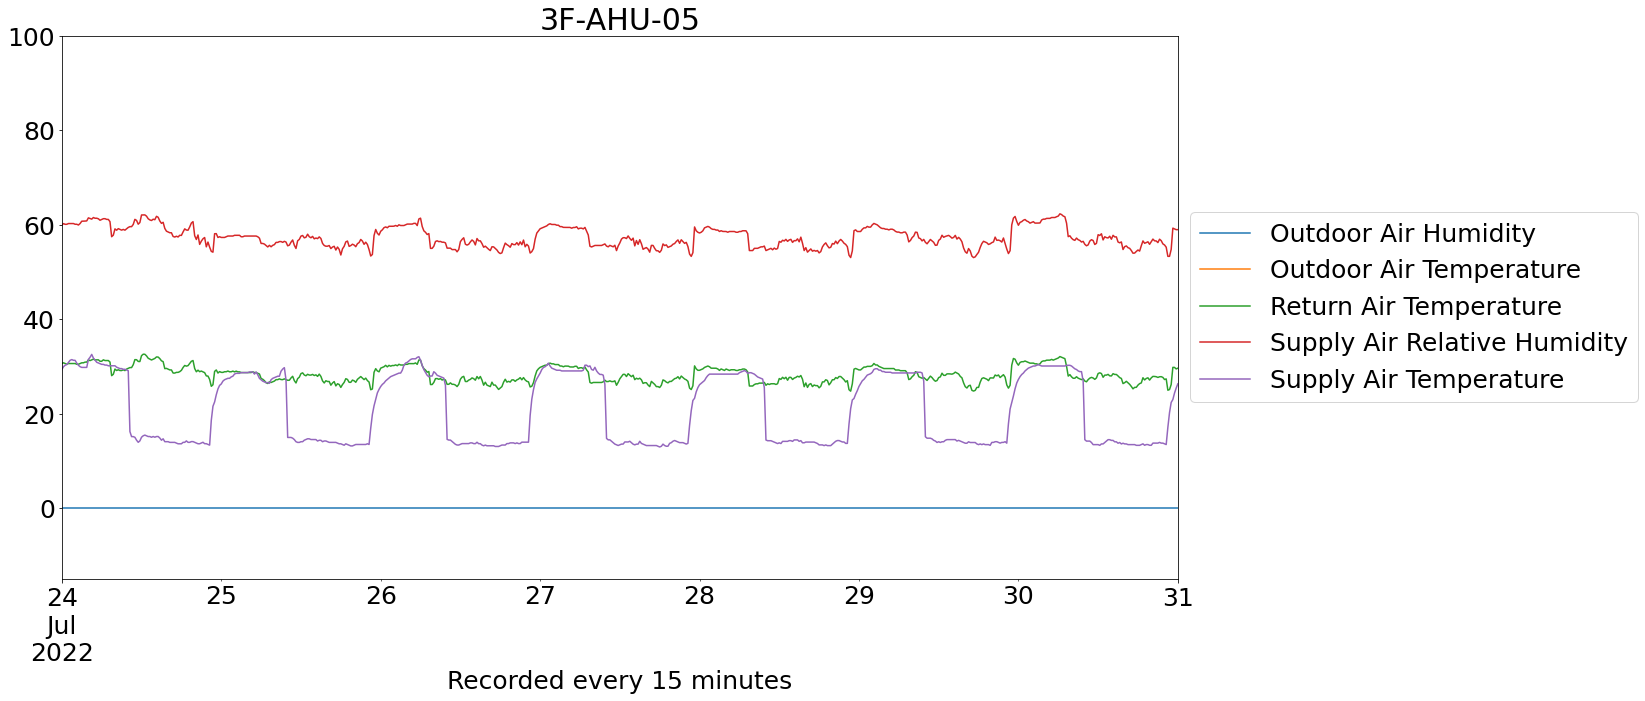 3F-AHU-05
100
80
60
40
20
0
24
Jul
2022
25
26
27
28
29
30
31
Recorded every 15 minutes
Outdoor Air Humidity
Outdoor Air Temperature
Return Air Temperature
Supply Air Relative Humidity
Supply Air Temperature